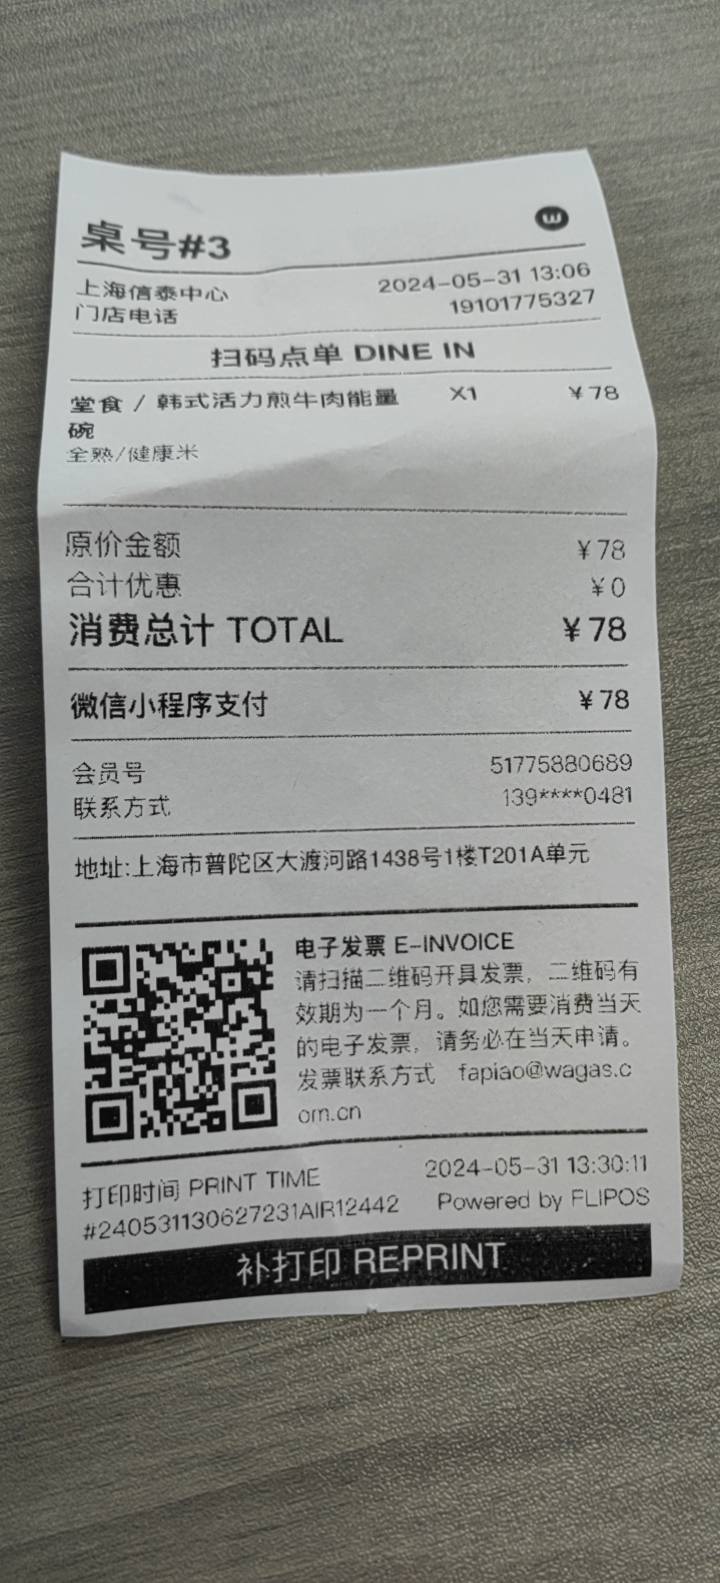 桌号#3
W
上海信泰中心 2024-05-31 13:06
门店电话 19101775327
扫码点单 DINE IN
堂食 / 韩式活力煎牛肉能量 X1 ¥78
碗
全熟/健康米
原价金额 ¥78
合计优惠 ¥0
消费总计 TOTAL ¥78
微信小程序支付 ¥78
会员号 51775880689
联系方式 139****0481
地址:上海市普陀区大渡河路1438号1楼T201A单元
电子发票 E-INVOICE
请扫描二维码开具发票，二维码有
效期为一个月。如您需要消费当天
的电子发票，请务必在当天申请。
发票联系方式 fapiao@wagas.c
om.cn
打印时间 PRINT TIME 2024-05-31 13:30:11
#240531130627231AIR12442 Powered by FLIPOS
补打印 REPRINT